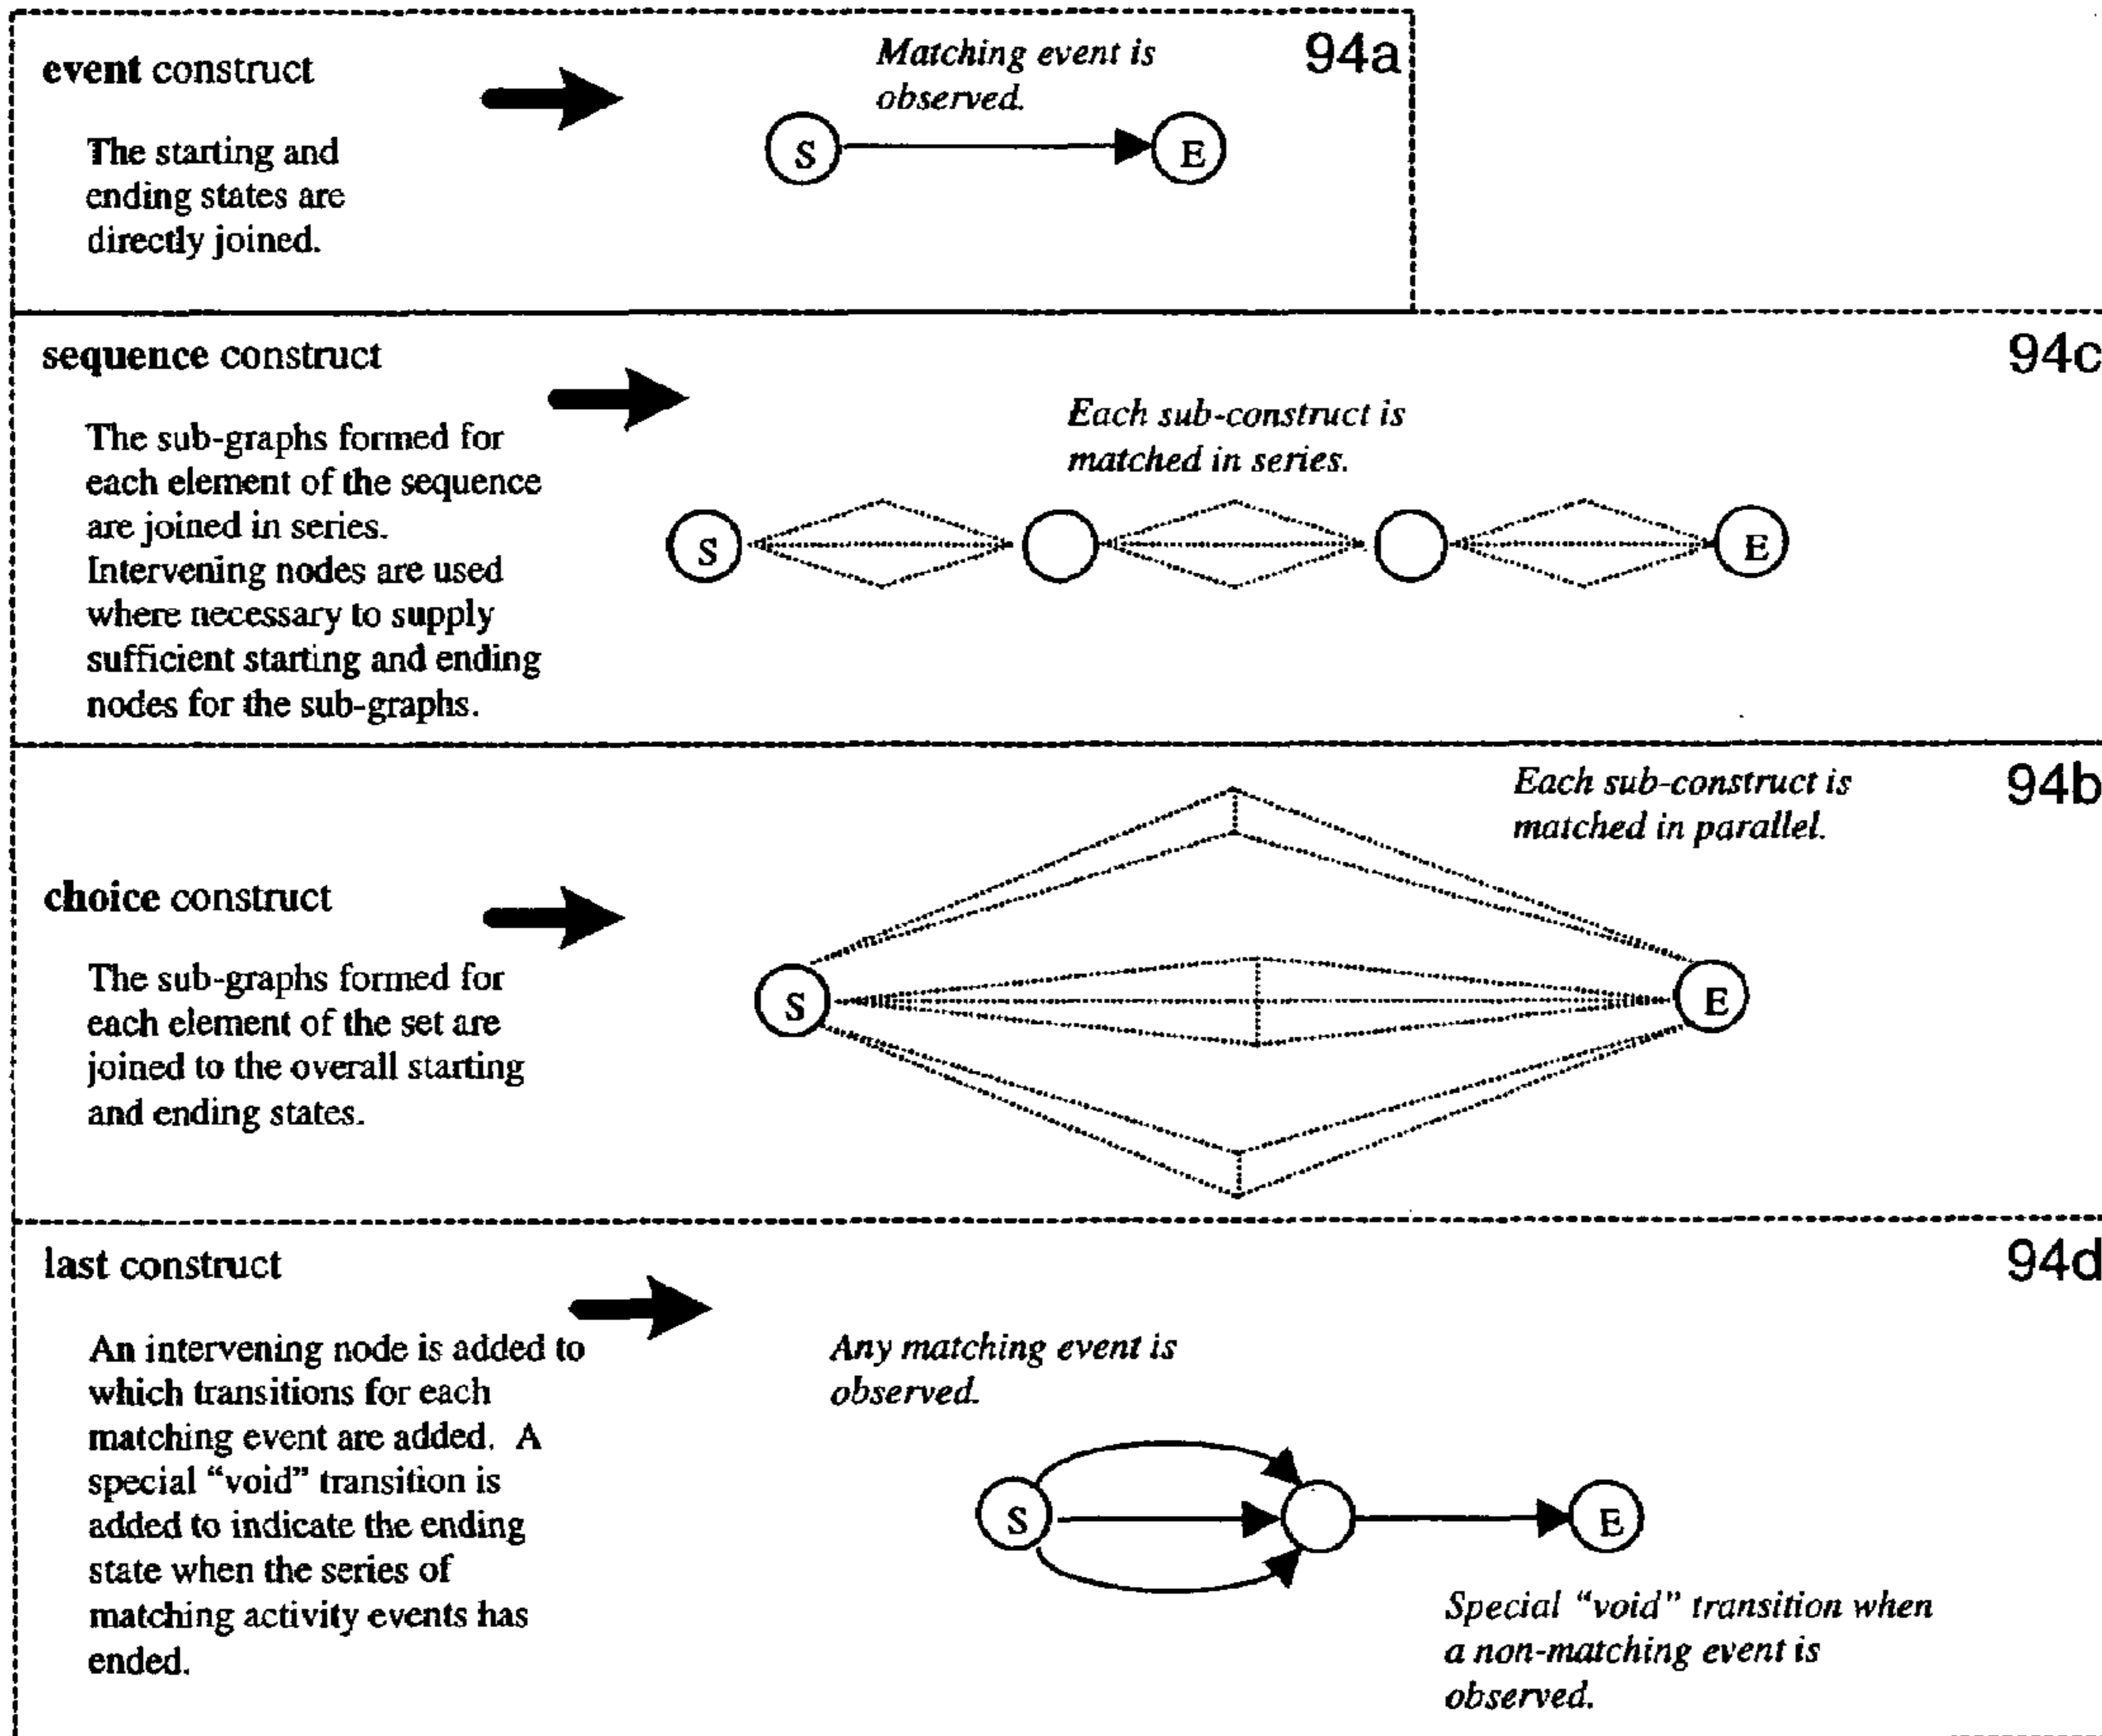 event construct
Matching event is
observed.
94a
The starting and
ending states are
directly joined.
S
E
sequence construct
94c
Each sub-construct is
matched in series.
The sub-graphs formed for
each element of the sequence
are joined in series.
Intervening nodes are used
where necessary to supply
sufficient starting and ending
nodes for the sub-graphs.
S
E
Each sub-construct is
matched in parallel.
94b
choice construct
The sub-graphs formed for
each element of the set are
joined to the overall starting
and ending states.
S
E
last construct
94d
An intervening node is added to
which transitions for each
matching event are added. A
special “void” transition is
added to indicate the ending
state when the series of
matching activity events has
ended.
Any matching event is
observed.
S
E
Special “void” transition when
a non-matching event is
observed.